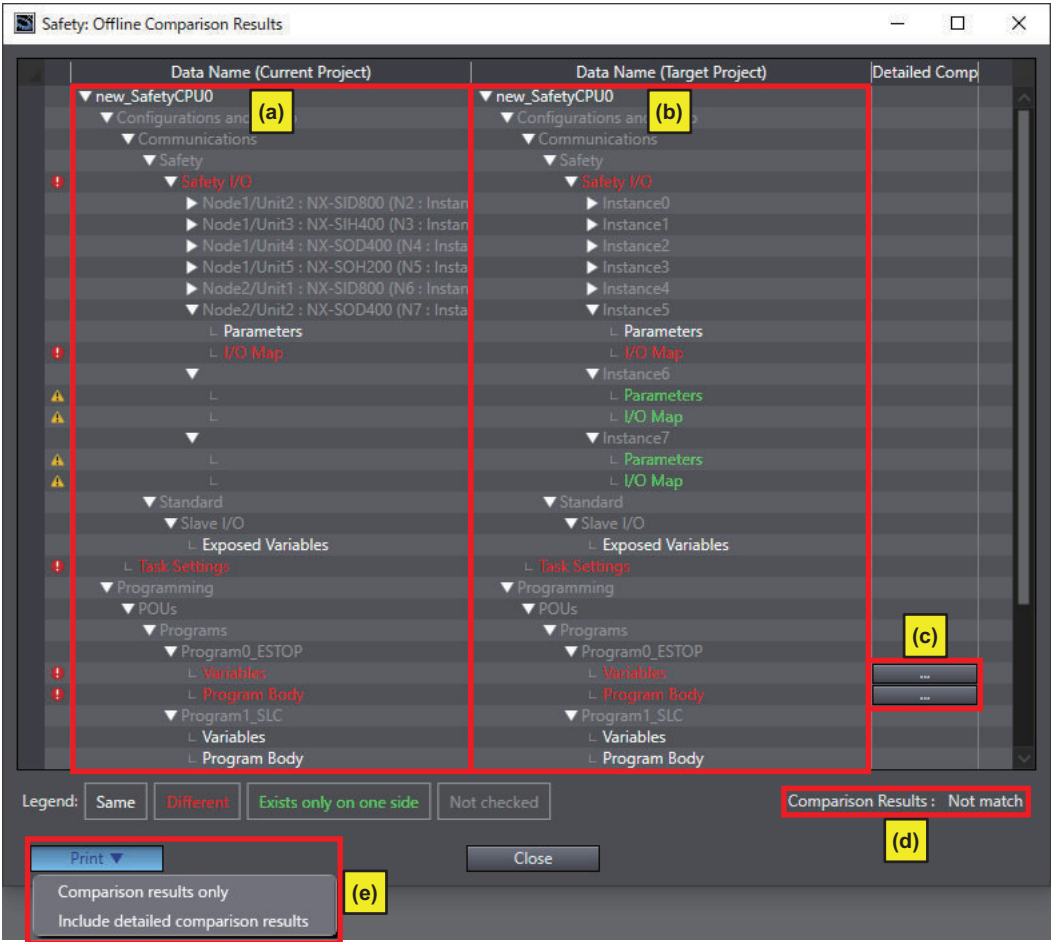 Safety: Offline Comparison Results
Data Name (Current Project) Data Name (Target Project) Detailed Comp
new_SafetyCPU0 new_SafetyCPU0
(a) (b)
Configurations and Configurations and
Communications Communications
Safety Safety
Safety I/O Safety I/O
Node1/Unit2 : NX-SID800 (N2 : Instan Instance0
Node1/Unit3 : NX-SIH400 (N3 : Instan Instance1
Node1/Unit4 : NX-SOD400 (N4 : Insta Instance2
Node1/Unit5 : NX-SOH200 (N5 : Insta Instance3
Node2/Unit1 : NX-SID800 (N6 : Instan Instance4
Node2/Unit2 : NX-SOD400 (N7 : Insta Instance5
Parameters Parameters
I/O Map I/O Map
Instance6
Parameters
I/O Map
Instance7
Parameters
I/O Map
Standard Standard
Slave I/O Slave I/O
Exposed Variables Exposed Variables
Task Settings Task Settings
Programming Programming
POUs POUs
Programs Programs
(c)
Program0_ESTOP Program0_ESTOP
Variables Variables ...
Program Body Program Body ...
Program1_SLC Program1_SLC
Variables Variables
Program Body Program Body
Legend: Same Different Exists only on one side Not checked Comparison Results : Not match
(d)
Print ▼ Close
Comparison results only
(e)
Include detailed comparison results